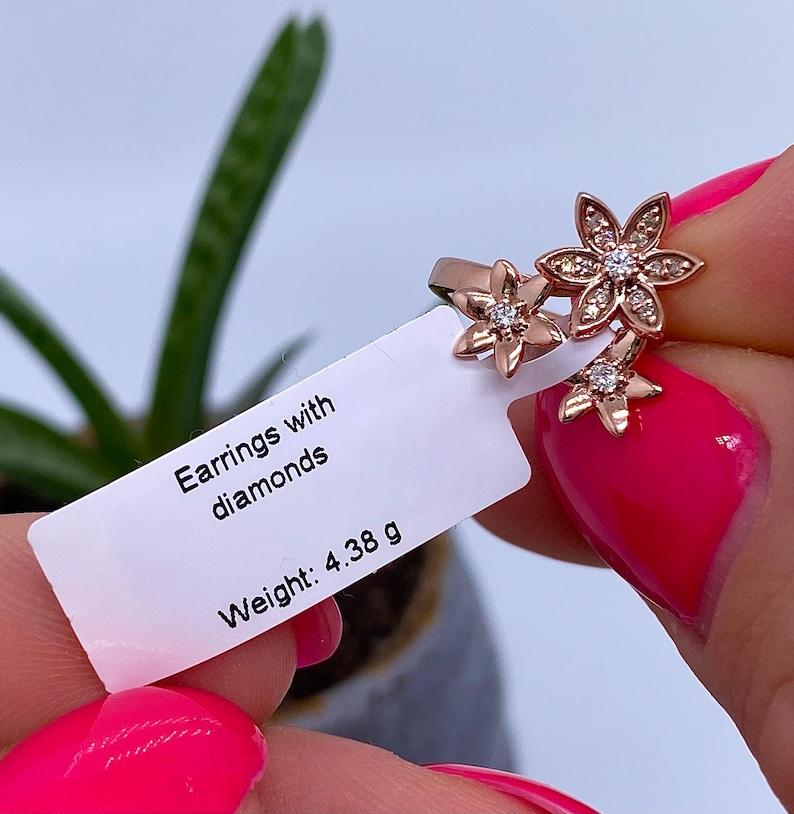 Earrings with
diamonds
Weight: 4.38 g